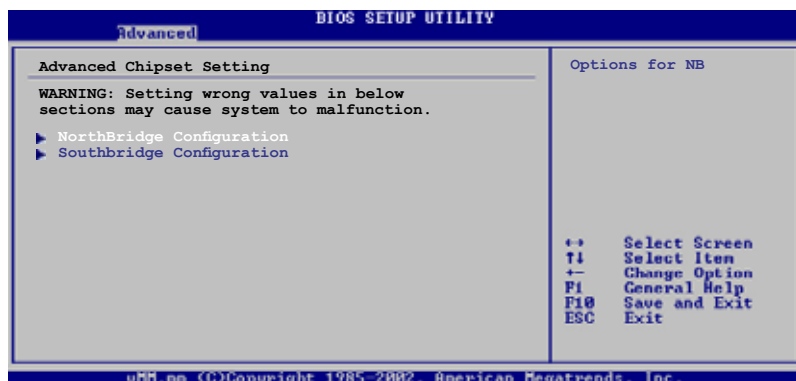 BIOS SETUP UTILITY
Advanced
Advanced Chipset Setting
WARNING: Setting wrong values in below
sections may cause system to malfunction.
NorthBridge Configuration
Southbridge Configuration
Options for NB
↔ Select Screen
↑↓ Select Item
+- Change Option
F1 General Help
F10 Save and Exit
ESC Exit
(C)Copyright 1985-2002, American Megatrends, Inc.